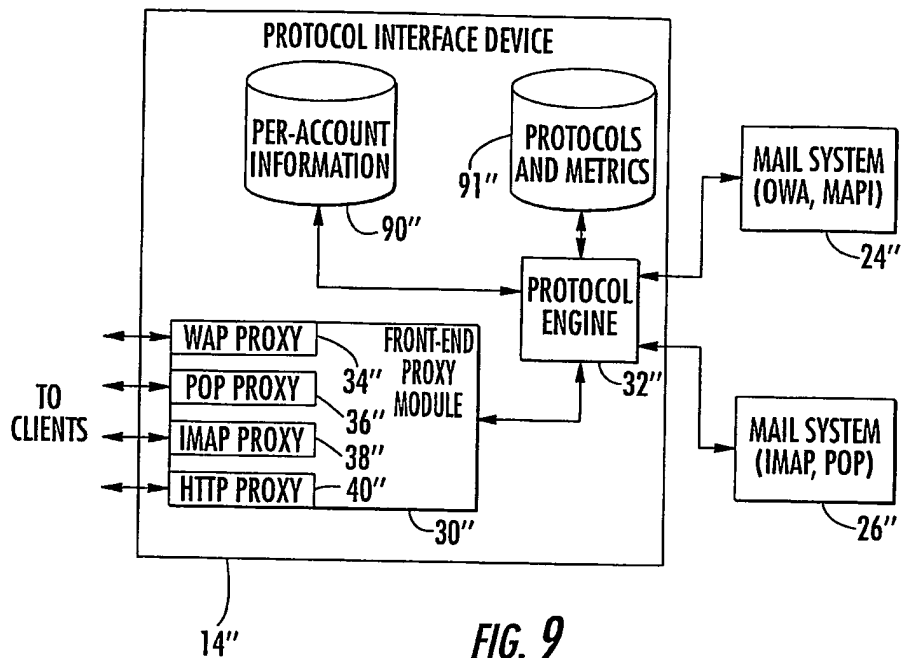 PROTOCOL INTERFACE DEVICE
PER-ACCOUNT
INFORMATION
90"
PROTOCOLS
AND METRICS
91"
MAIL SYSTEM
(OWA, MAPI)
24"
PROTOCOL
ENGINE
32"
TO
CLIENTS
WAP PROXY
34"
POP PROXY
36"
IMAP PROXY
38"
HTTP PROXY
40"
FRONT-END
PROXY
MODULE
30"
MAIL SYSTEM
(IMAP, POP)
26"
14"
FIG. 9